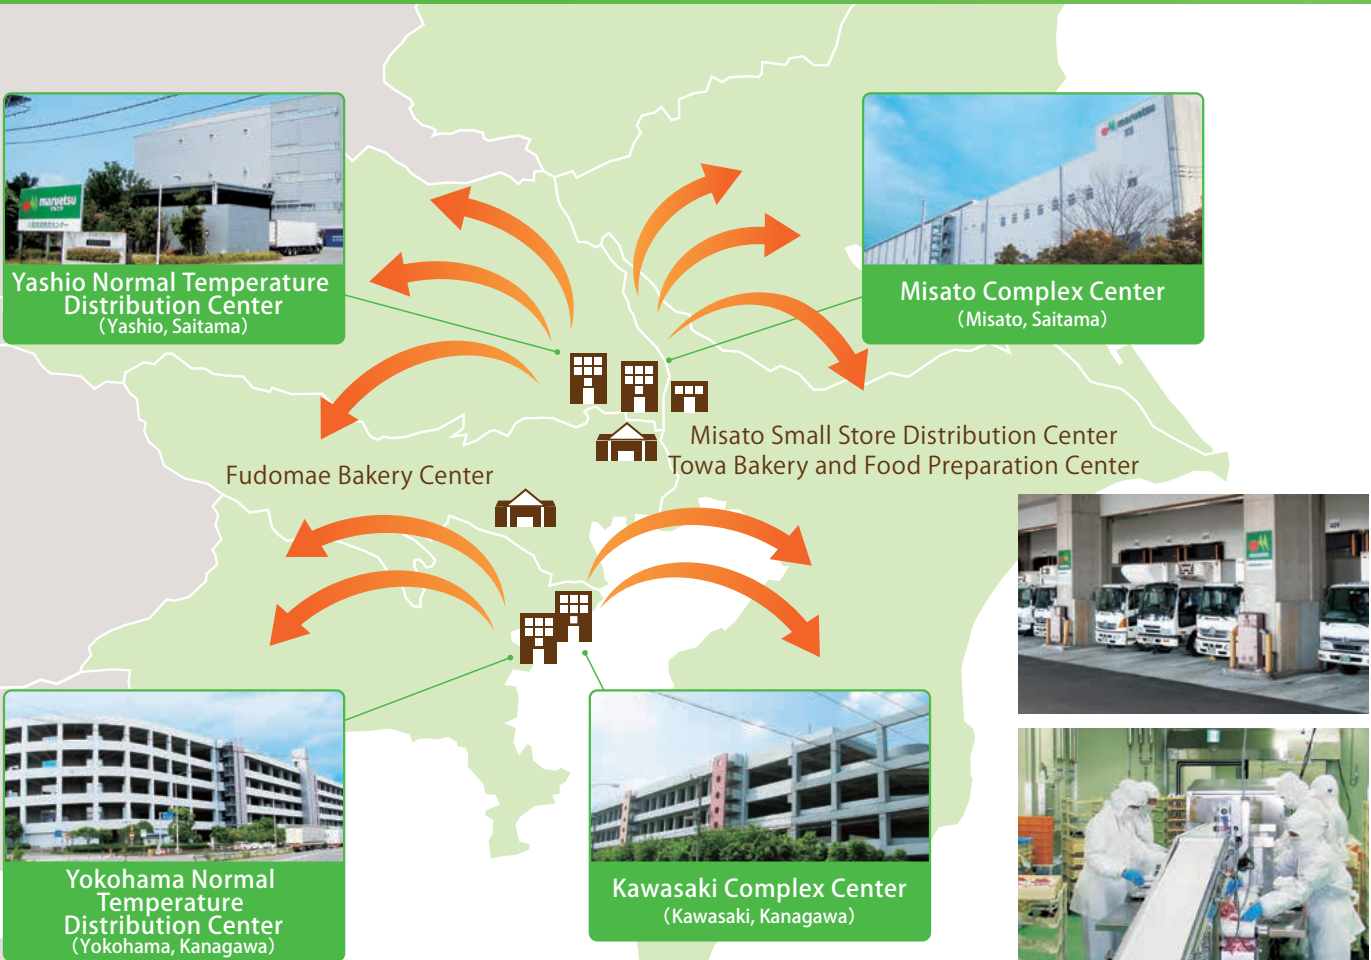 marvetsu
Yashio Normal Temperature
Distribution Center
(Yashio, Saitama)
maruetsu
Misato Complex Center
(Misato, Saitama)
Misato Small Store Distribution Center
Towa Bakery and Food Preparation Center
Fudomae Bakery Center
Yokohama Normal
Temperature
Distribution Center
(Yokohama, Kanagawa)
Kawasaki Complex Center
(Kawasaki, Kanagawa)